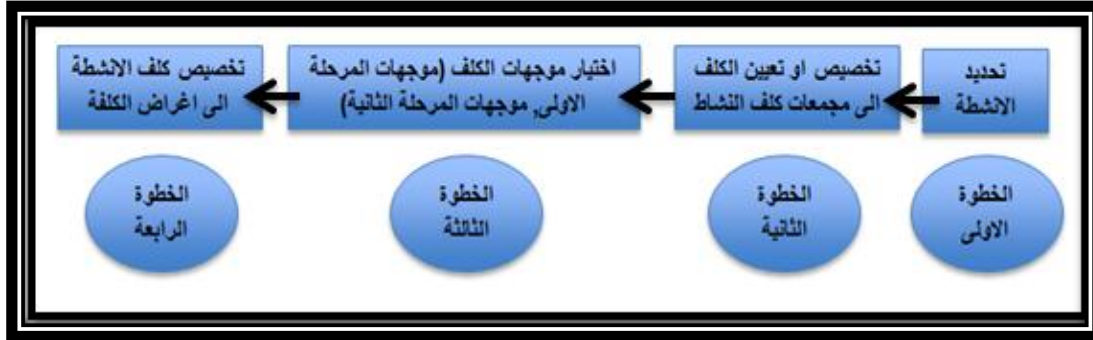 تحديد
الانشطة
تخصيص او تعيين الكلف
الى مجمعات كلف النشاط
اختيار موجهات الكلف (موجهات المرحلة
الاولى, موجهات المرحلة الثانية)
تخصيص كلف الانشطة
الى اغراض الكلفة
الخطوة
الاولى
الخطوة
الثانية
الخطوة
الثالثة
الخطوة
الرابعة